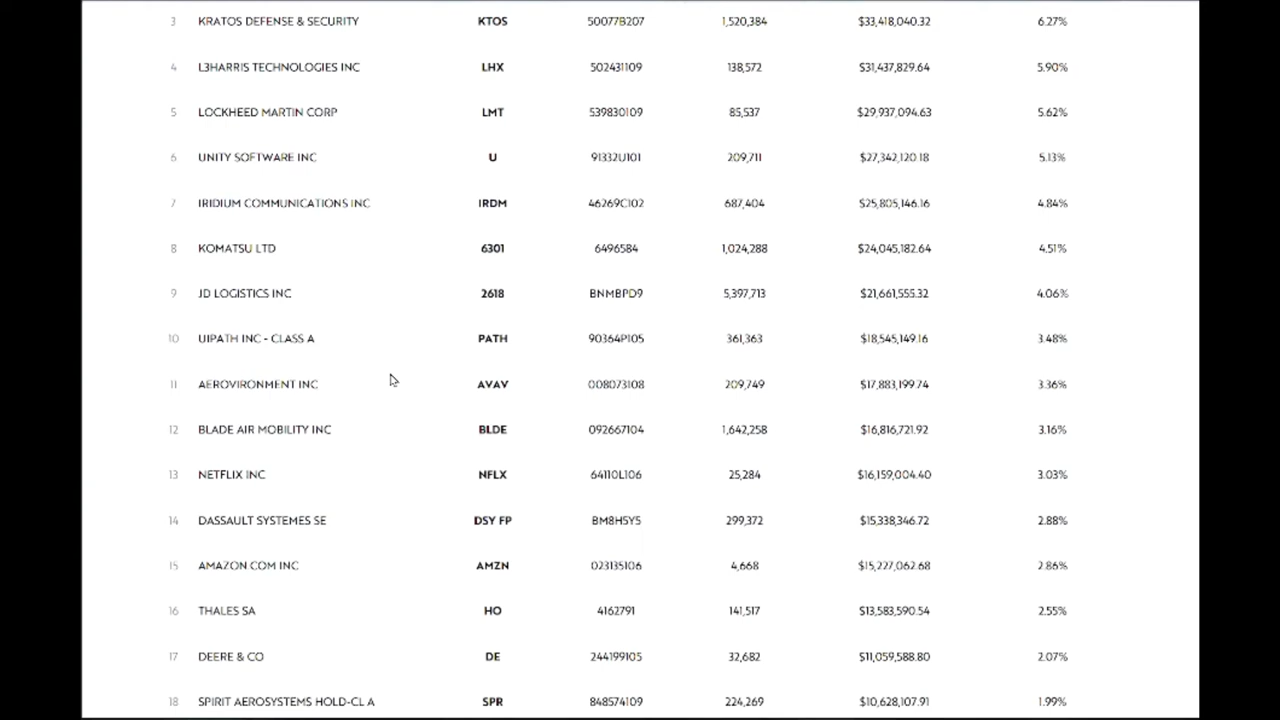 3 KRATOS DEFENSE & SECURITY KTOS 50077B207 1,520,384 $33,418,040.32 6.27%
4 L3HARRIS TECHNOLOGIES INC LHX 502431109 138,572 $31,437,829.64 5.90%
5 LOCKHEED MARTIN CORP LMT 539830109 85,537 $29,937,094.63 5.62%
6 UNITY SOFTWARE INC U 91332U101 209,711 $27,342,120.18 5.13%
7 IRIDIUM COMMUNICATIONS INC IRDM 46269C102 687,404 $25,805,146.16 4.84%
8 KOMATSU LTD 6301 6496584 1,024,288 $24,045,182.64 4.51%
9 JD LOGISTICS INC 2618 BNMBPD9 5,397,713 $21,661,555.32 4.06%
10 UIPATH INC - CLASS A PATH 90364P105 361,363 $18,545,149.16 3.48%
11 AEROVIRONMENT INC AVAV 008073108 209,749 $17,883,199.74 3.36%
12 BLADE AIR MOBILITY INC BLDE 092667104 1,642,258 $16,816,721.92 3.16%
13 NETFLIX INC NFLX 64110L106 25,284 $16,159,004.40 3.03%
14 DASSAULT SYSTEMES SE DSY FP BM8H5Y5 299,372 $15,338,346.72 2.88%
15 AMAZON COM INC AMZN 023135106 4,668 $15,227,062.68 2.86%
16 THALES SA HO 4162791 141,517 $13,583,590.54 2.55%
17 DEERE & CO DE 244199105 32,682 $11,059,588.80 2.07%
18 SPIRIT AEROSYSTEMS HOLD-CL A SPR 848574109 224,269 $10,628,107.91 1.99%